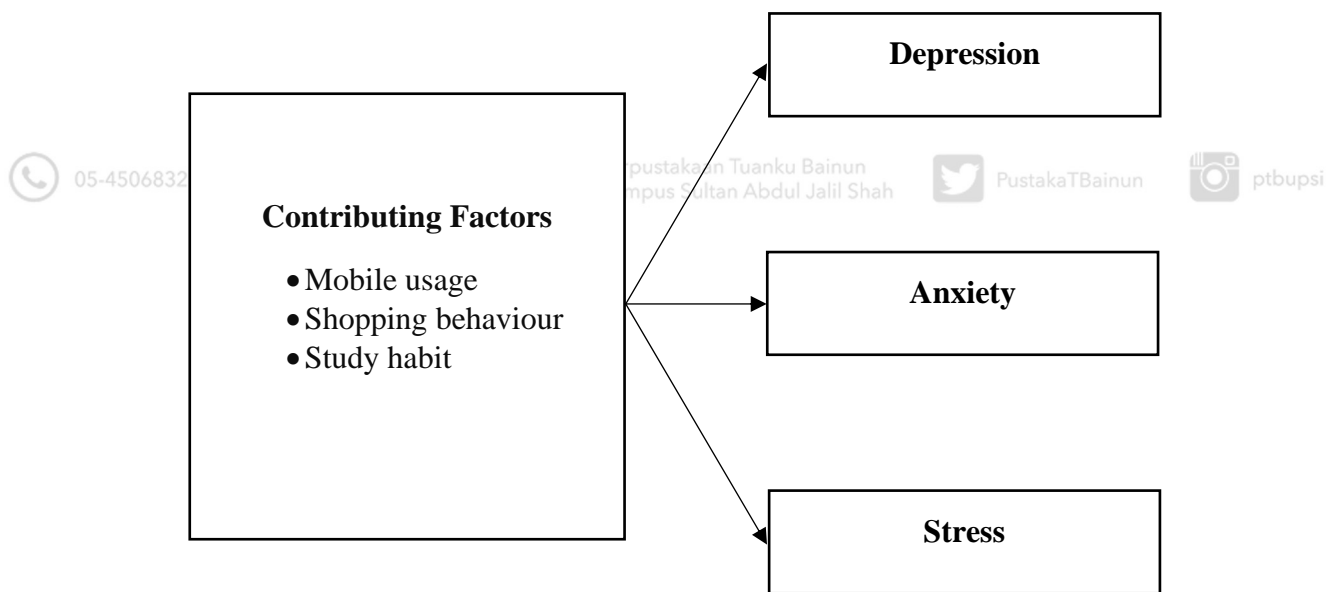 Depression
05-4506832
pustakaan Tuanku Bainun
mpus Sultan Abdul Jalil Shah
PustakaTBainun
ptbupsi
Contributing Factors
• Mobile usage
• Shopping behaviour
• Study habit
Anxiety
Stress